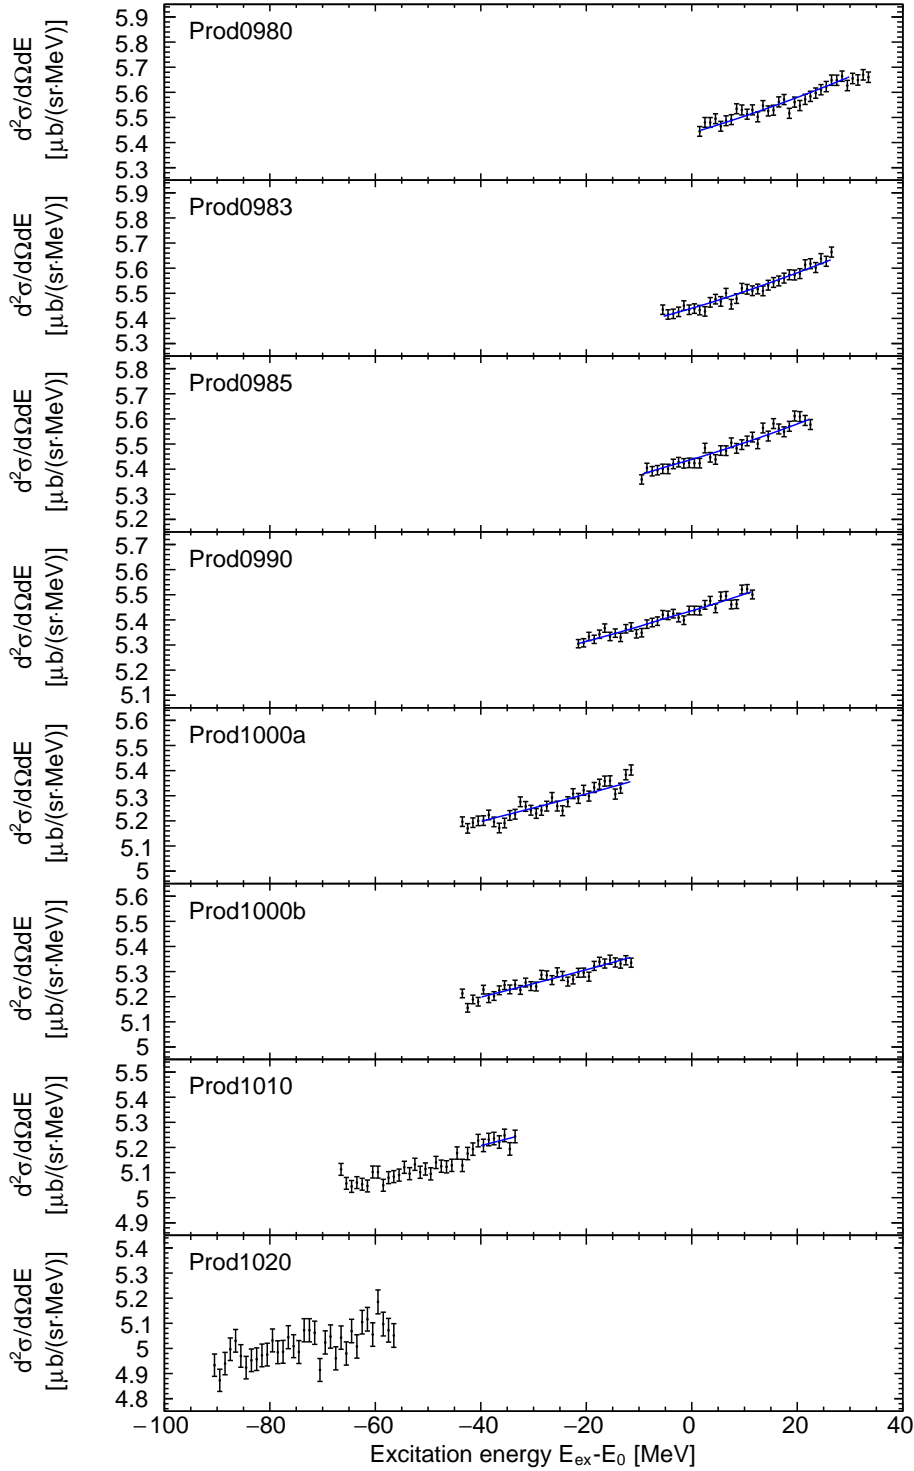 d²σ/dΩdE
[μb/(sr·MeV)]
5.9
5.8
5.7
5.6
5.5
5.4
5.3
Prod0980
d²σ/dΩdE
[μb/(sr·MeV)]
5.9
5.8
5.7
5.6
5.5
5.4
5.3
Prod0983
d²σ/dΩdE
[μb/(sr·MeV)]
5.8
5.7
5.6
5.5
5.4
5.3
5.2
Prod0985
d²σ/dΩdE
[μb/(sr·MeV)]
5.7
5.6
5.5
5.4
5.3
5.2
5.1
Prod0990
d²σ/dΩdE
[μb/(sr·MeV)]
5.6
5.5
5.4
5.3
5.2
5.1
5
Prod1000a
d²σ/dΩdE
[μb/(sr·MeV)]
5.6
5.5
5.4
5.3
5.2
5.1
5
Prod1000b
d²σ/dΩdE
[μb/(sr·MeV)]
5.5
5.4
5.3
5.2
5.1
5
4.9
Prod1010
d²σ/dΩdE
[μb/(sr·MeV)]
5.4
5.3
5.2
5.1
5
4.9
4.8
Prod1020
−100 −80 −60 −40 −20 0 20 40
Excitation energy E_ex-E_0 [MeV]